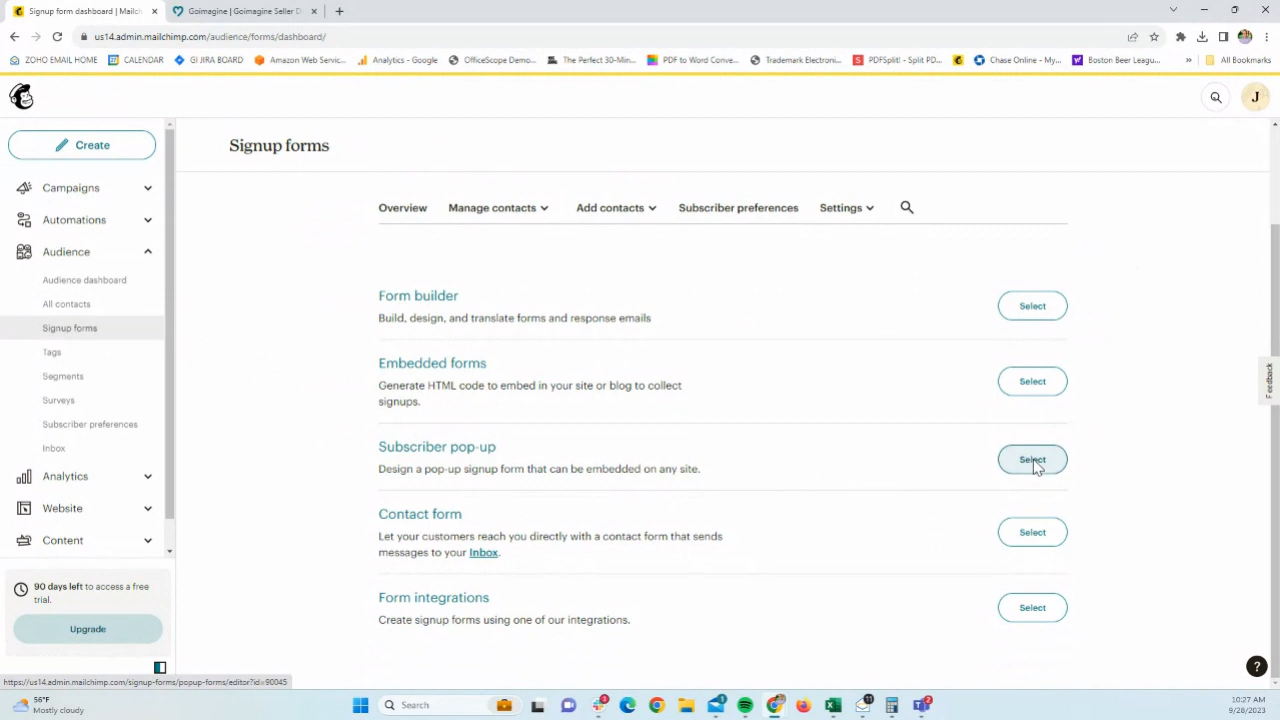 Signup form dashboard | Mailch
Goimagine | Goimagine Seller D
us14.admin.mailchimp.com/audience/forms/dashboard/
ZOHO EMAIL HOME
CALENDAR
GI JIRA BOARD
Amazon Web Servic...
Analytics - Google
OfficeScope Demo...
The Perfect 30-Min...
PDF to Word Conve...
Trademark Electroni...
PDFSplit! - Split PD...
Chase Online - My...
Boston Beer Leagu...
»
All Bookmarks
J
Create
Signup forms
Campaigns
Automations
Audience
Audience dashboard
All contacts
Signup forms
Tags
Segments
Surveys
Subscriber preferences
Inbox
Analytics
Website
Content
90 days left to access a free
trial.
Upgrade
Overview
Manage contacts
Add contacts
Subscriber preferences
Settings
Form builder
Build, design, and translate forms and response emails
Select
Embedded forms
Generate HTML code to embed in your site or blog to collect
signups.
Select
Subscriber pop-up
Design a pop-up signup form that can be embedded on any site.
Select
Contact form
Let your customers reach you directly with a contact form that sends
messages to your Inbox.
Select
Form integrations
Create signup forms using one of our integrations.
Select
Feedback
?
https://us14.admin.mailchimp.com/signup-forms/popup-forms/editor?id=90045
56°F
Mostly cloudy
Search
10:27 AM
9/28/2023